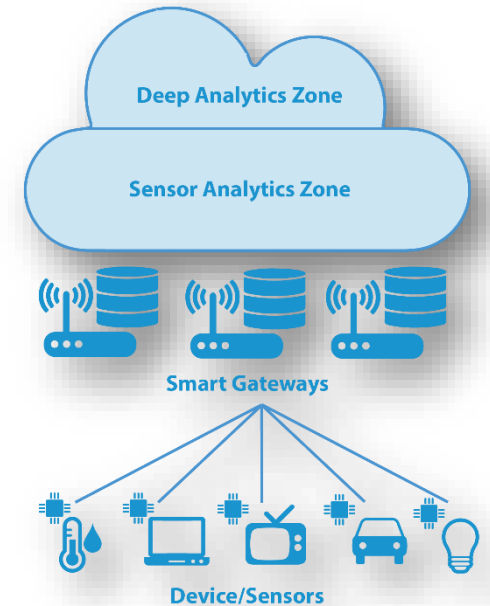 Deep Analytics Zone
Sensor Analytics Zone
Smart Gateways
Device/Sensors